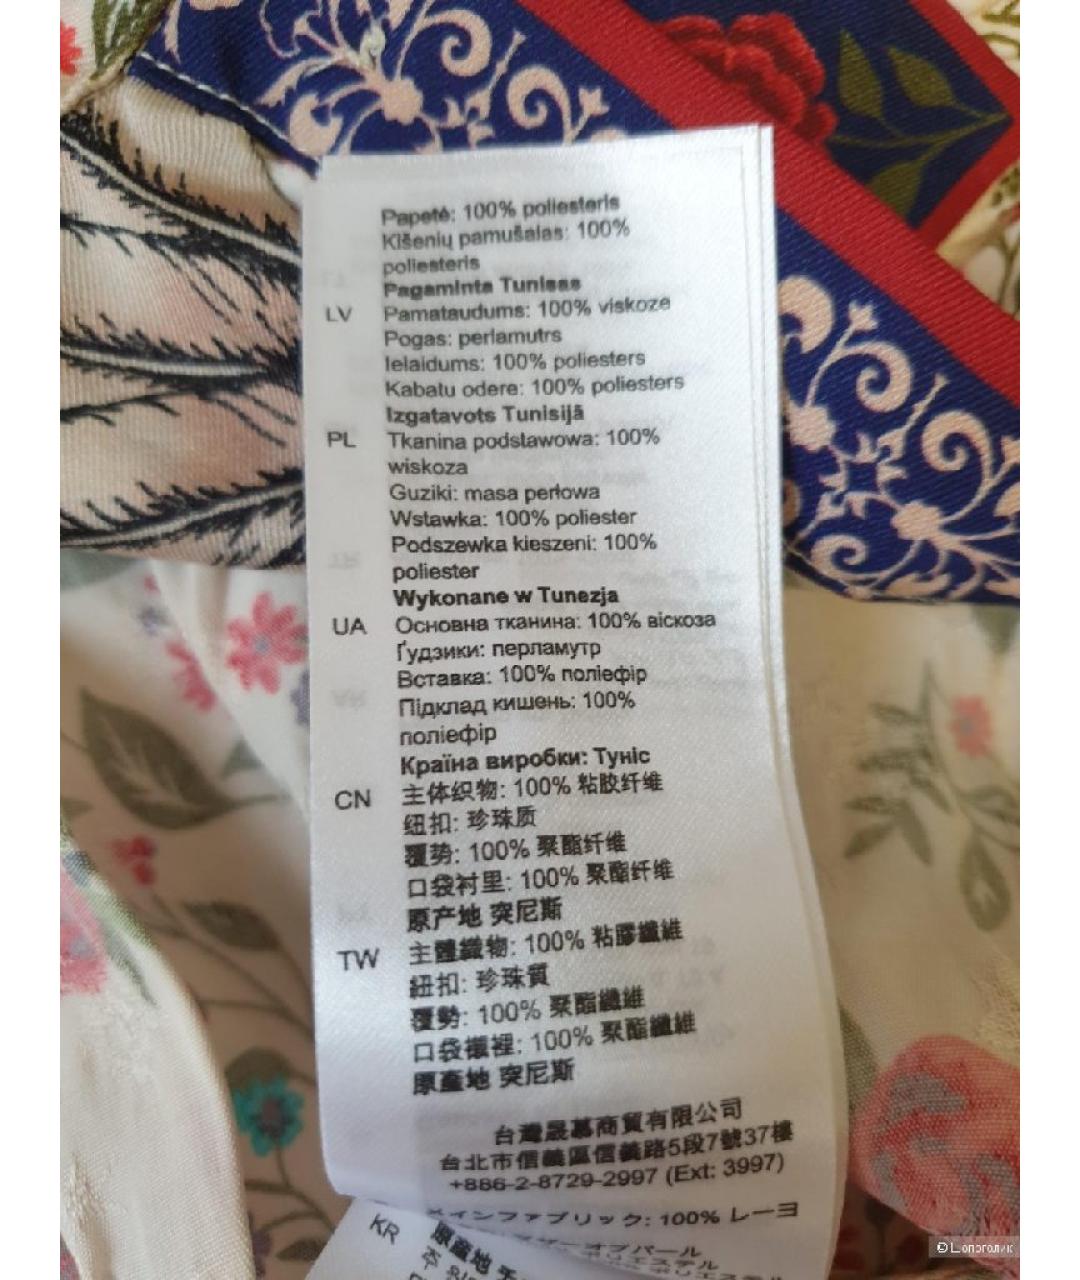 Papetė: 100% poliesteris
Kišenių pamušalas: 100%
poliesteris
Pagaminta Tunisas
LV Pamataudums: 100% viskoze
Pogas: perlamutrs
Ielaidums: 100% poliesters
Kabatu odere: 100% poliesters
Izgatavots Tunisijā
PL Tkanina podstawowa: 100%
wiskoza
Guziki: masa perłowa
Wstawka: 100% poliester
Podszewka kieszeni: 100%
poliester
Wykonane w Tunezja
UA Основна тканина: 100% віскоза
Ґудзики: перламутр
Вставка: 100% поліефір
Підклад кишень: 100%
поліефір
Країна виробки: Туніс
CN 主体织物: 100% 粘胶纤维
纽扣: 珍珠质
覆势: 100% 聚酯纤维
口袋衬里: 100% 聚酯纤维
原产地 突尼斯
TW 主體織物: 100% 粘膠纖維
紐扣: 珍珠質
覆勢: 100% 聚酯纖維
口袋襯裡: 100% 聚酯纖維
原產地 突尼斯
台灣晟慕商貿有限公司
台北市信義區信義路5段7號37樓
+886-2-8729-2997 (Ext: 3997)
メインファブリック: 100% レーヨ
KR 原產地